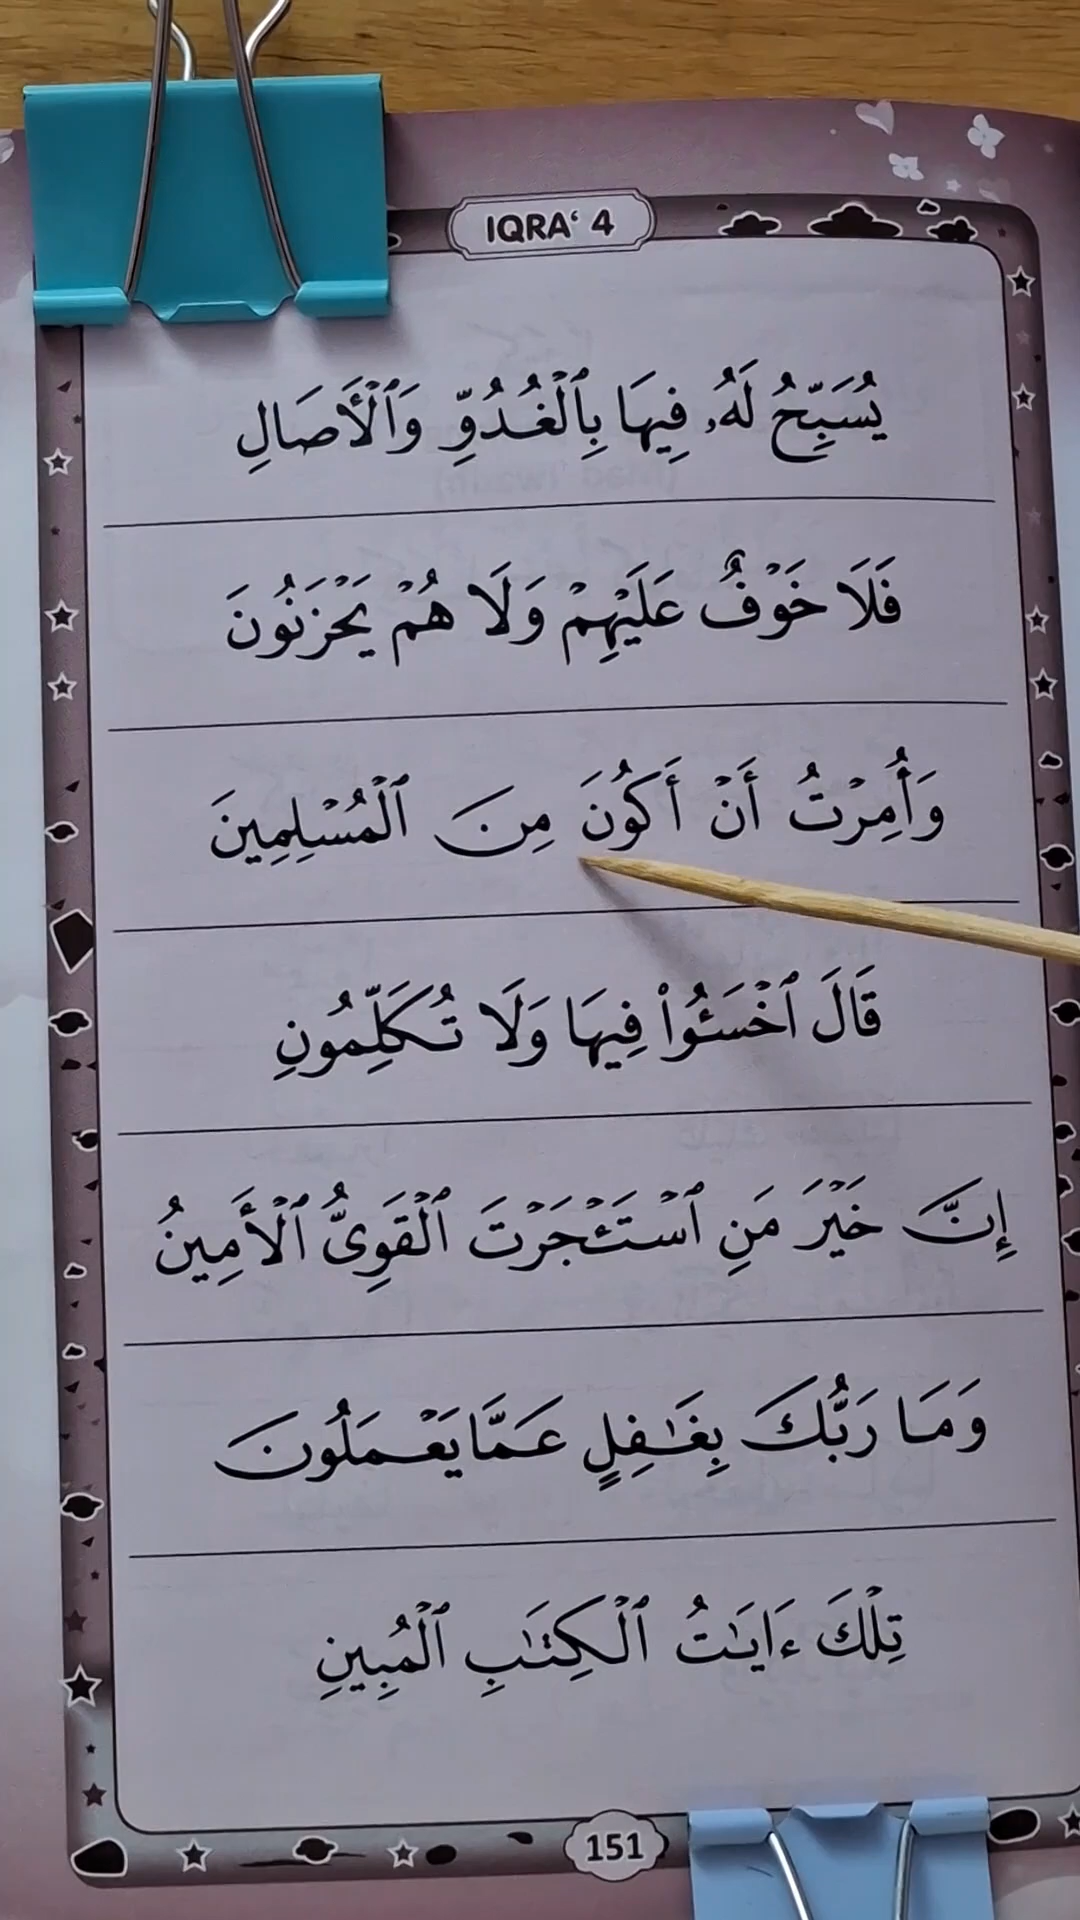 IQRA‘ 4
يُسَبِّحُ لَهُۥ فِيهَا بِٱلْغُدُوِّ وَٱلْأَصَالِ
فَلَا خَوْفٌ عَلَيْهِمْ وَلَا هُمْ يَحْزَنُونَ
وَأُمِرْتُ أَنْ أَكُونَ مِنَ ٱلْمُسْلِمِينَ
قَالَ ٱخْسَـُٔوا۟ فِيهَا وَلَا تُكَلِّمُونِ
إِنَّ خَيْرَ مَنِ ٱسْتَـْٔجَرْتَ ٱلْقَوِىُّ ٱلْأَمِينُ
وَمَا رَبُّكَ بِغَـٰفِلٍ عَمَّا يَعْمَلُونَ
تِلْكَ ءَايَـٰتُ ٱلْكِتَـٰبِ ٱلْمُبِينِ
151